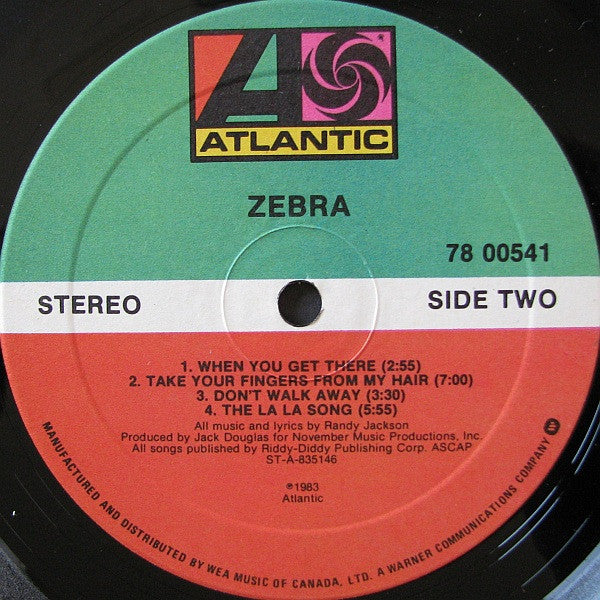 ATLANTIC
ZEBRA
78 00541
STEREO
SIDE TWO
1. WHEN YOU GET THERE (2:55)
2. TAKE YOUR FINGERS FROM MY HAIR (7:00)
3. DON'T WALK AWAY (3:30)
4. THE LA LA SONG (5:55)
All music and lyrics by Randy Jackson
Produced by Jack Douglas for November Music Productions, Inc.
All songs published by Riddy-Diddy Publishing Corp. ASCAP
ST-A-835146
℗1983
Atlantic
MANUFACTURED AND DISTRIBUTED BY WEA MUSIC OF CANADA, LTD. A WARNER COMMUNICATIONS COMPANY